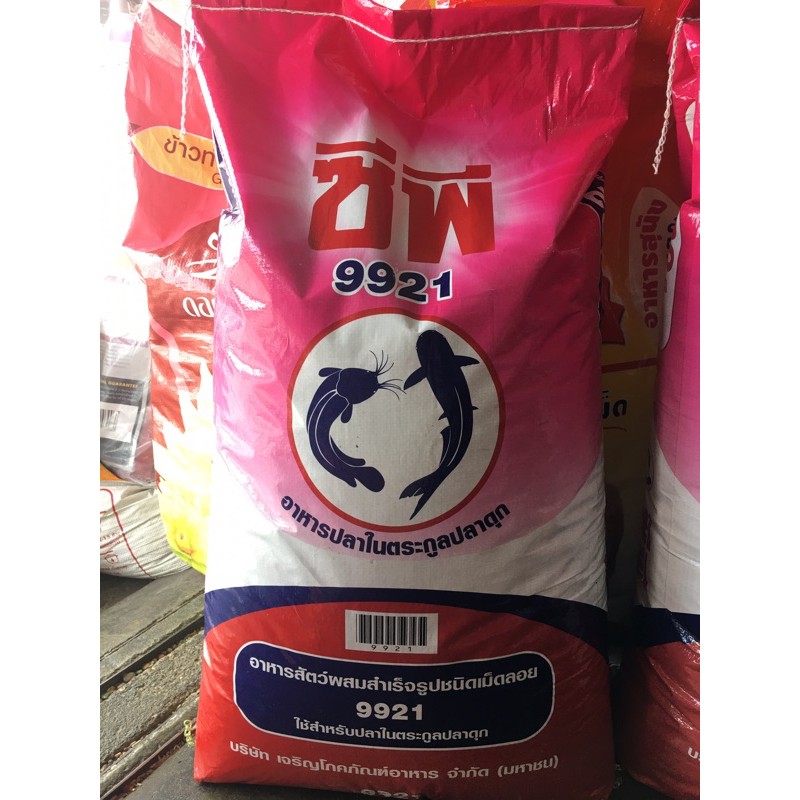 ซีพี
9921
อาหารปลาในตระกูลปลาดุก
9921
อาหารสัตว์ผสมสำเร็จรูปชนิดเม็ดลอย
9921
ใช้สำหรับปลาในตระกูลปลาดุก
บริษัท เจริญโภคภัณฑ์อาหาร จำกัด (มหาชน)
9921